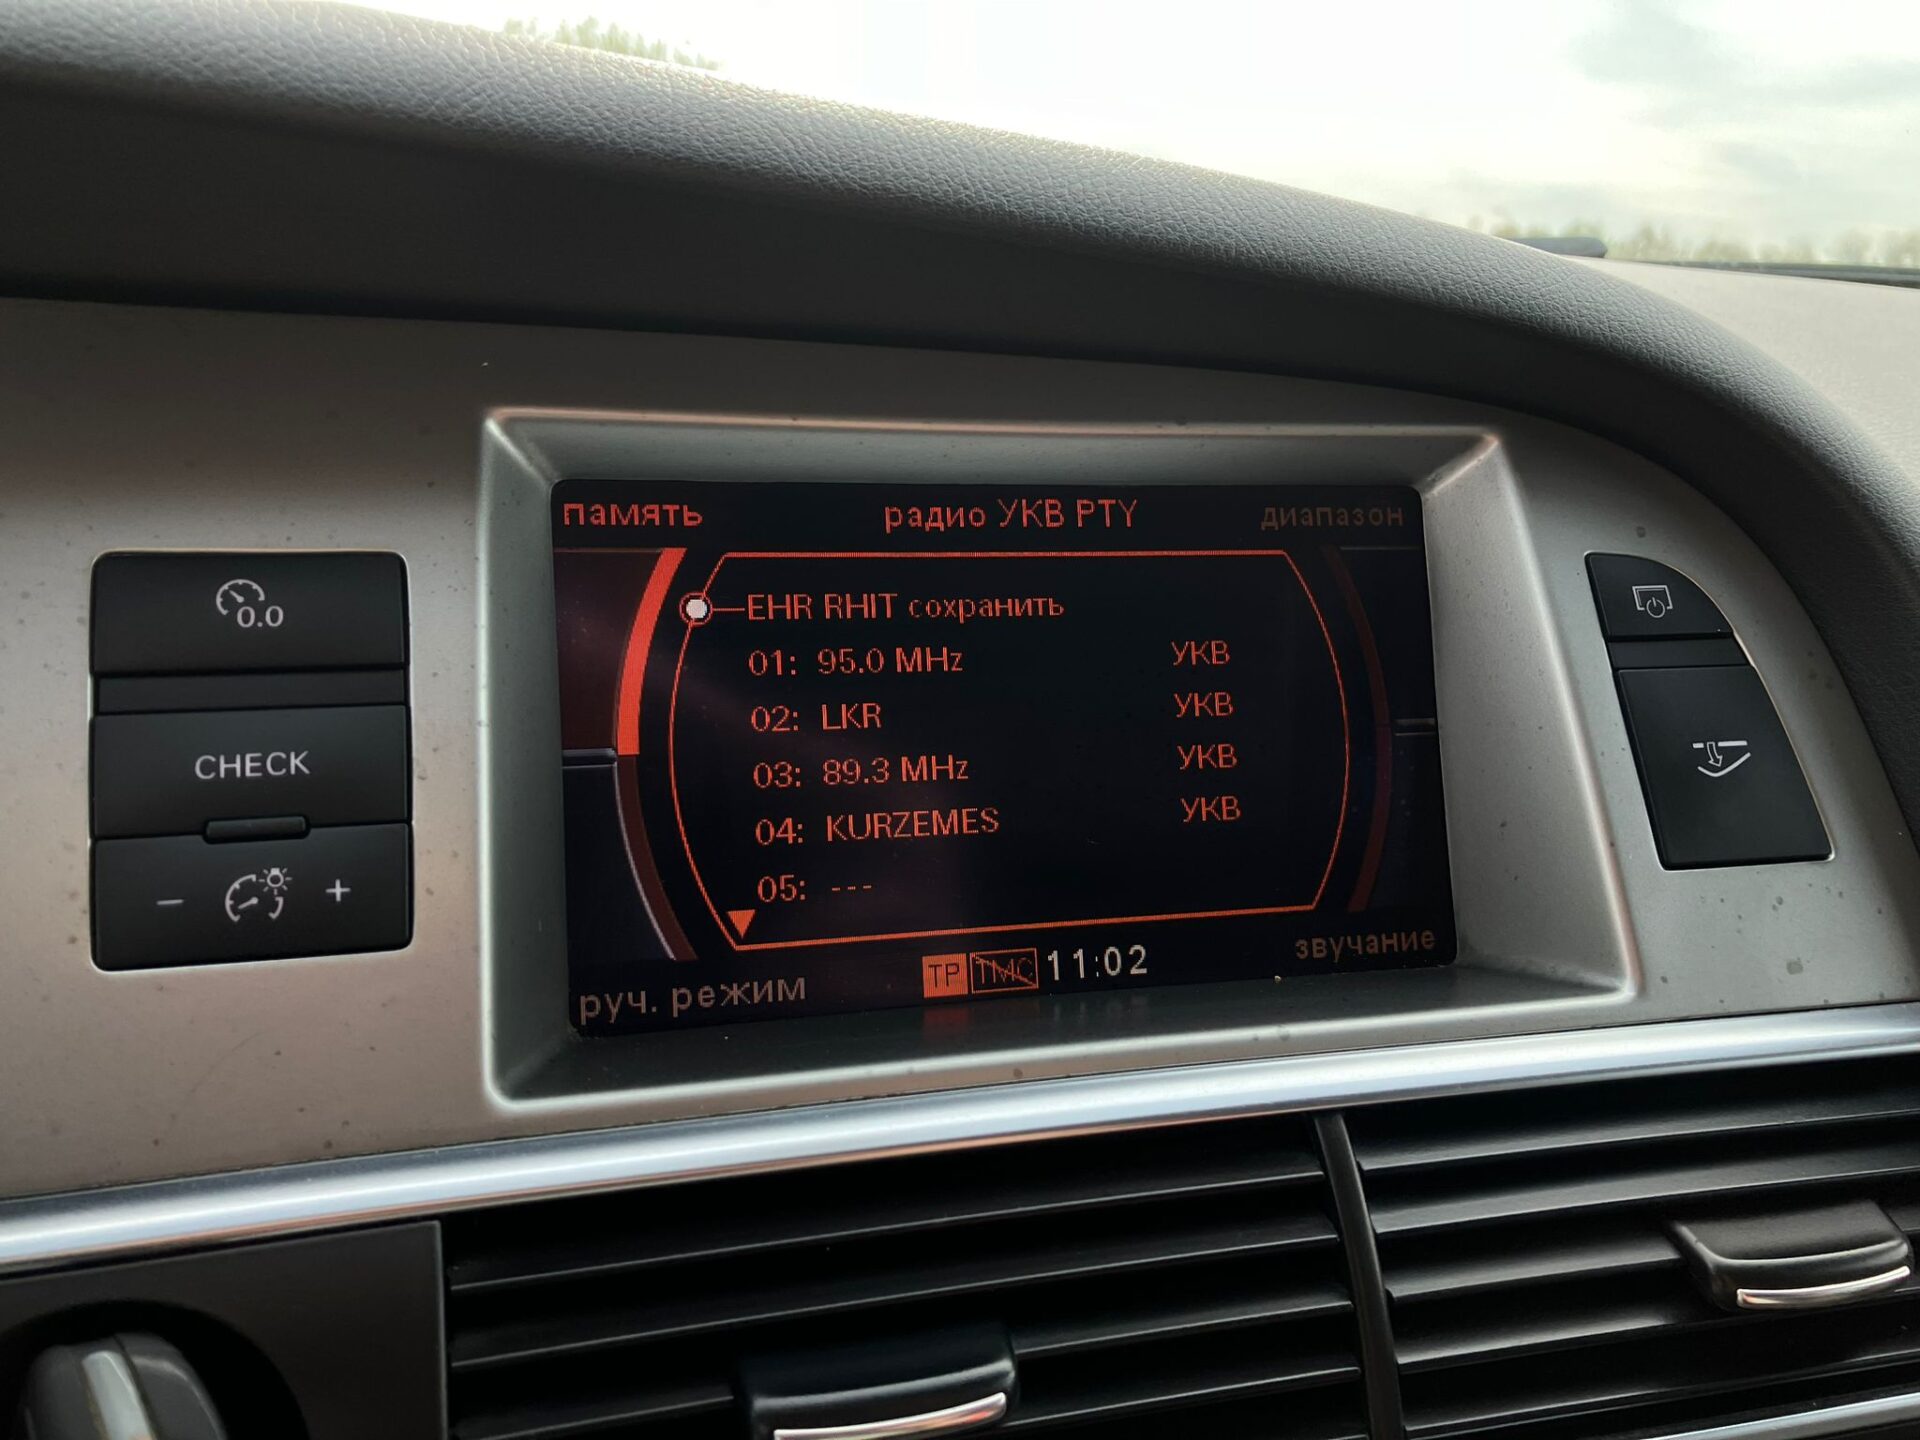 память радио УКВ PTY диапазон
EHR RHIT сохранить
01: 95.0 MHz УКВ
02: LKR УКВ
03: 89.3 MHz УКВ
04: KURZEMES УКВ
05: ---
руч. режим TP TMC 11:02 звучание
0.0
CHECK
− +